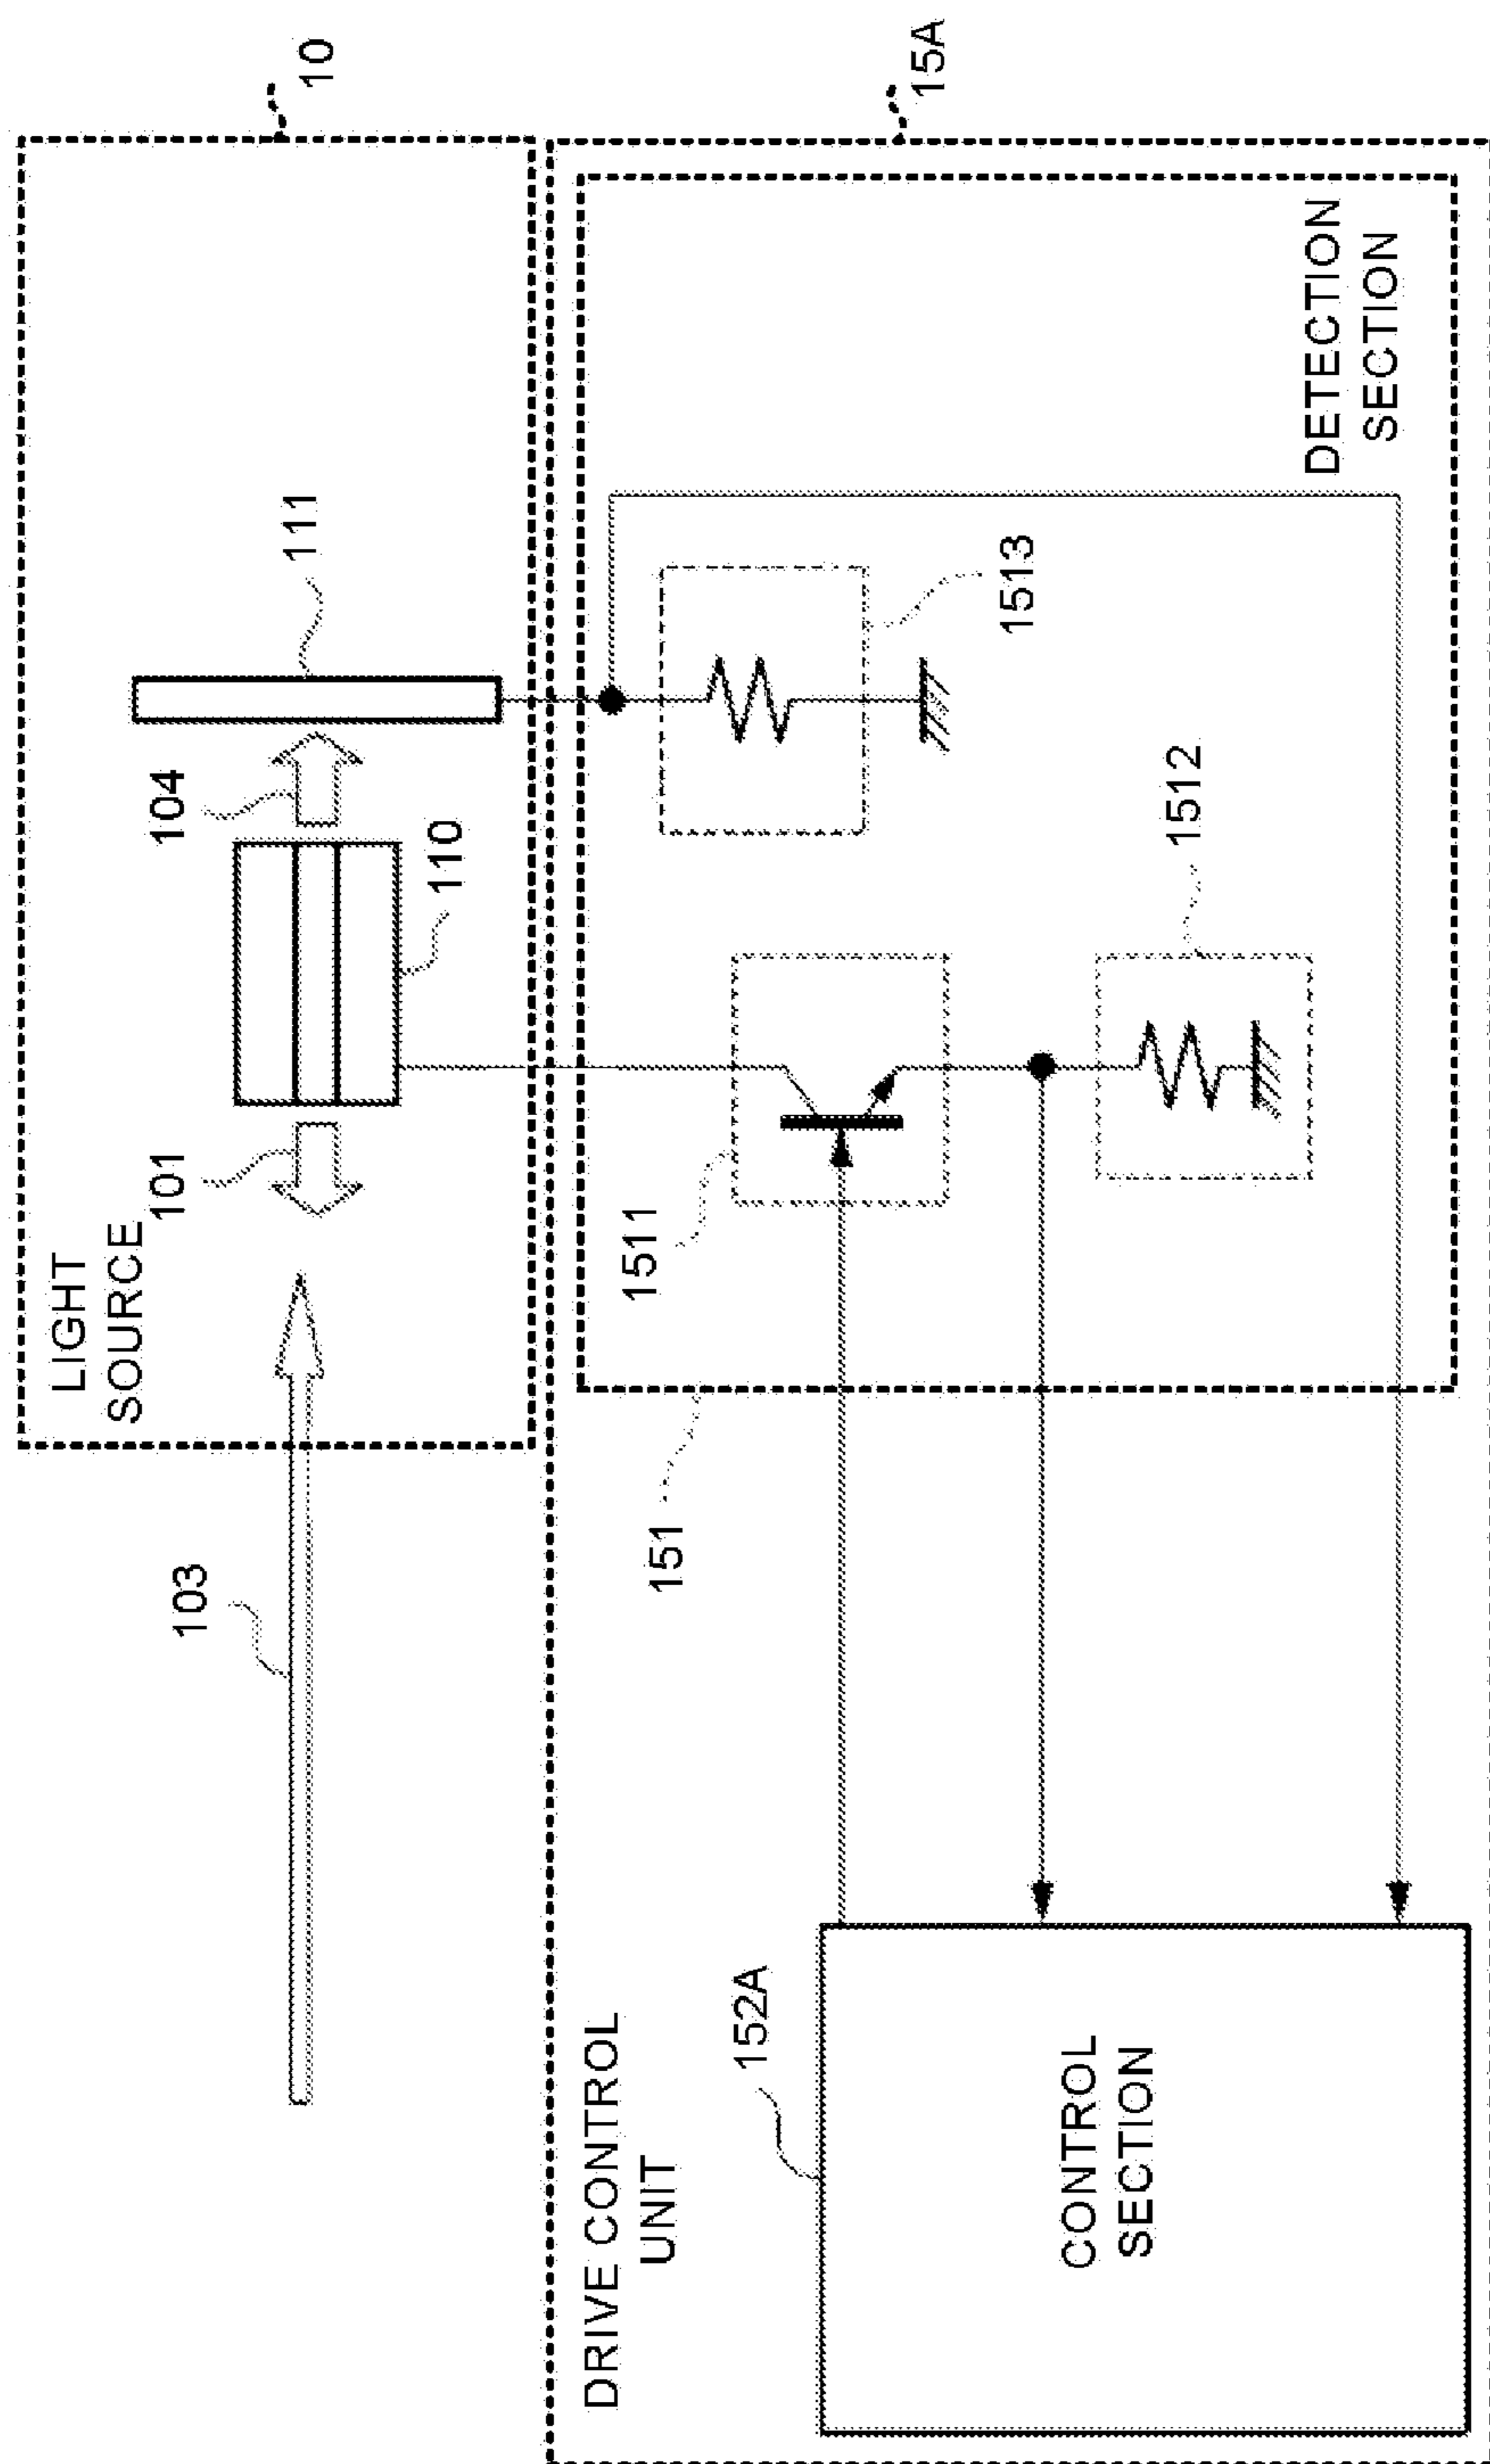 10
LIGHT
SOURCE
101
104
111
110
103
15A
DRIVE CONTROL
UNIT
151
1511
1512
1513
DETECTION
SECTION
152A
CONTROL
SECTION